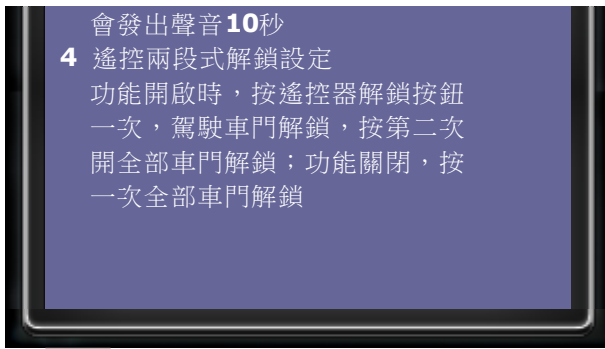 會發出聲音10秒
4 遙控兩段式解鎖設定
功能開啟時，按遙控器解鎖按鈕
一次，駕駛車門解鎖，按第二次
開全部車門解鎖；功能關閉，按
一次全部車門解鎖